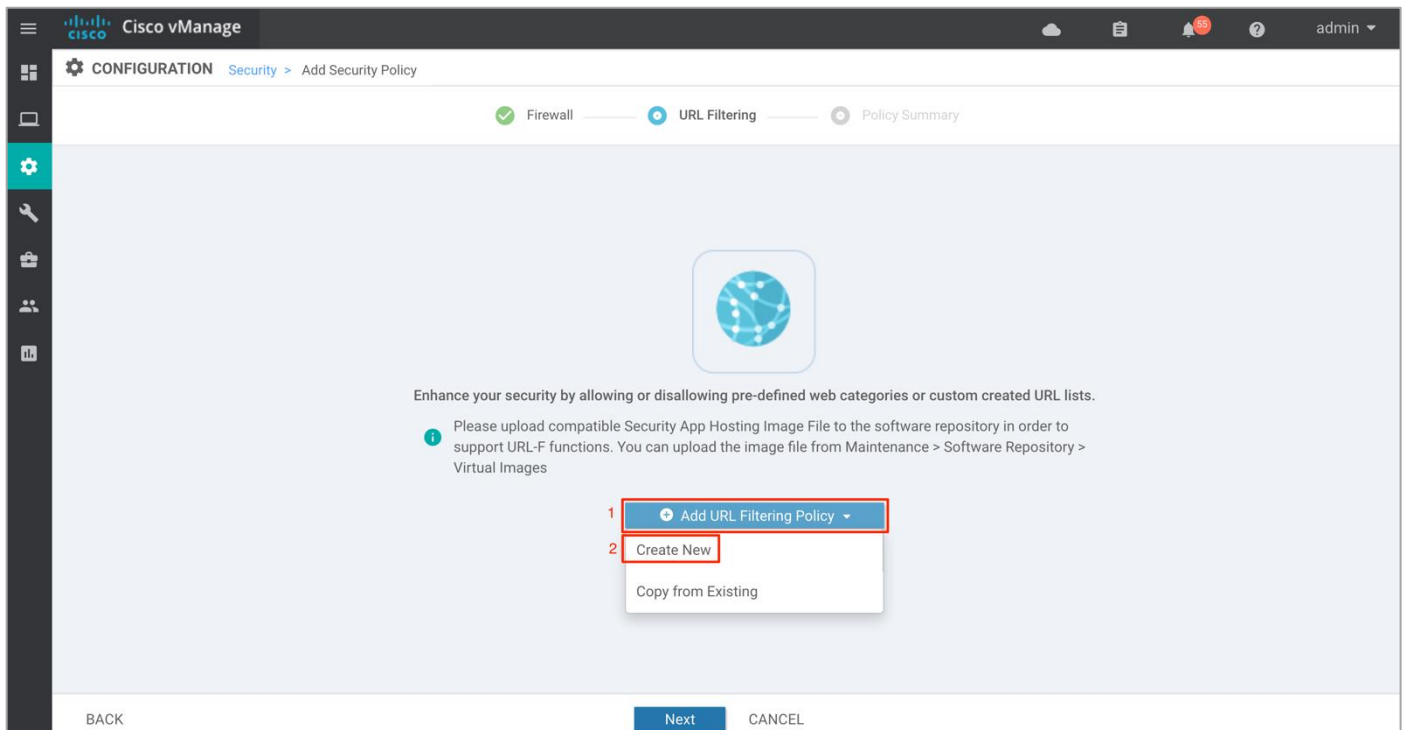 cisco Cisco vManage 55 admin
CONFIGURATION Security > Add Security Policy
Firewall URL Filtering Policy Summary
Enhance your security by allowing or disallowing pre-defined web categories or custom created URL lists.
Please upload compatible Security App Hosting Image File to the software repository in order to
support URL-F functions. You can upload the image file from Maintenance > Software Repository >
Virtual Images
1 Add URL Filtering Policy
2 Create New
Copy from Existing
BACK Next CANCEL